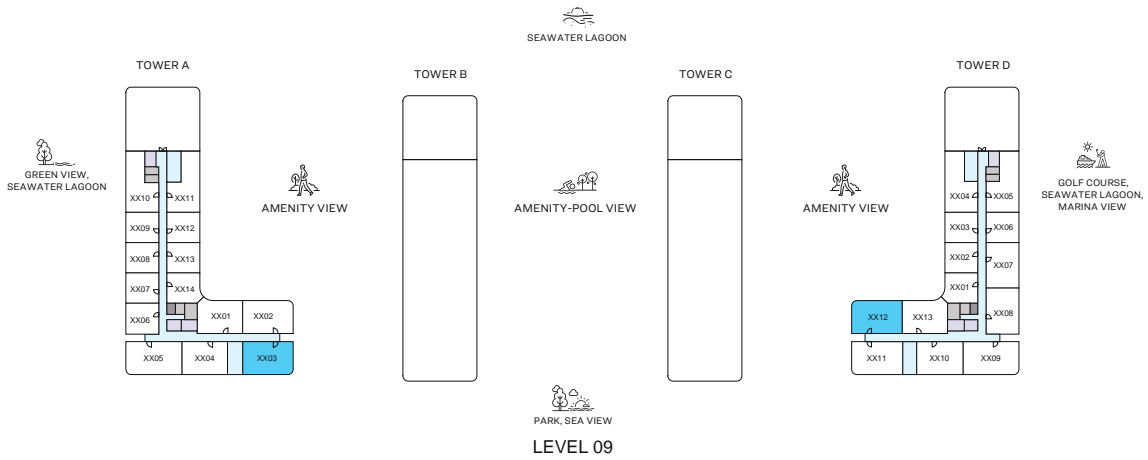 SEAWATER LAGOON
TOWER A
TOWER B
TOWER C
TOWER D
GREEN VIEW,
SEAWATER LAGOON
AMENITY VIEW
AMENITY-POOL VIEW
AMENITY VIEW
GOLF COURSE,
SEAWATER LAGOON,
MARINA VIEW
XX10 XX11
XX09 XX12
XX08 XX13
XX07 XX14
XX06 XX01 XX02
XX05 XX04 XX03
XX04 XX05
XX03 XX06
XX02 XX07
XX01
XX12 XX13 XX08
XX11 XX10 XX09
PARK, SEA VIEW
LEVEL 09